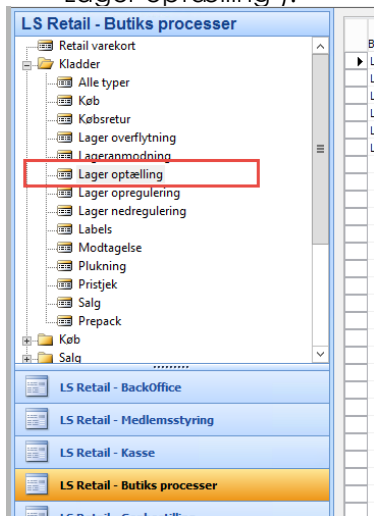 LS Retail - Butiks processer
Retail varekort
Kladder
Alle typer
Køb
Købsretur
Lager overflytning
Lageranmodning
Lager optælling
Lager opregulering
Lager nedregulering
Labels
Modtagelse
Plukning
Pristjek
Salg
Prepack
Køb
Salg
LS Retail - BackOffice
LS Retail - Medlemsstyring
LS Retail - Kasse
LS Retail - Butiks processer